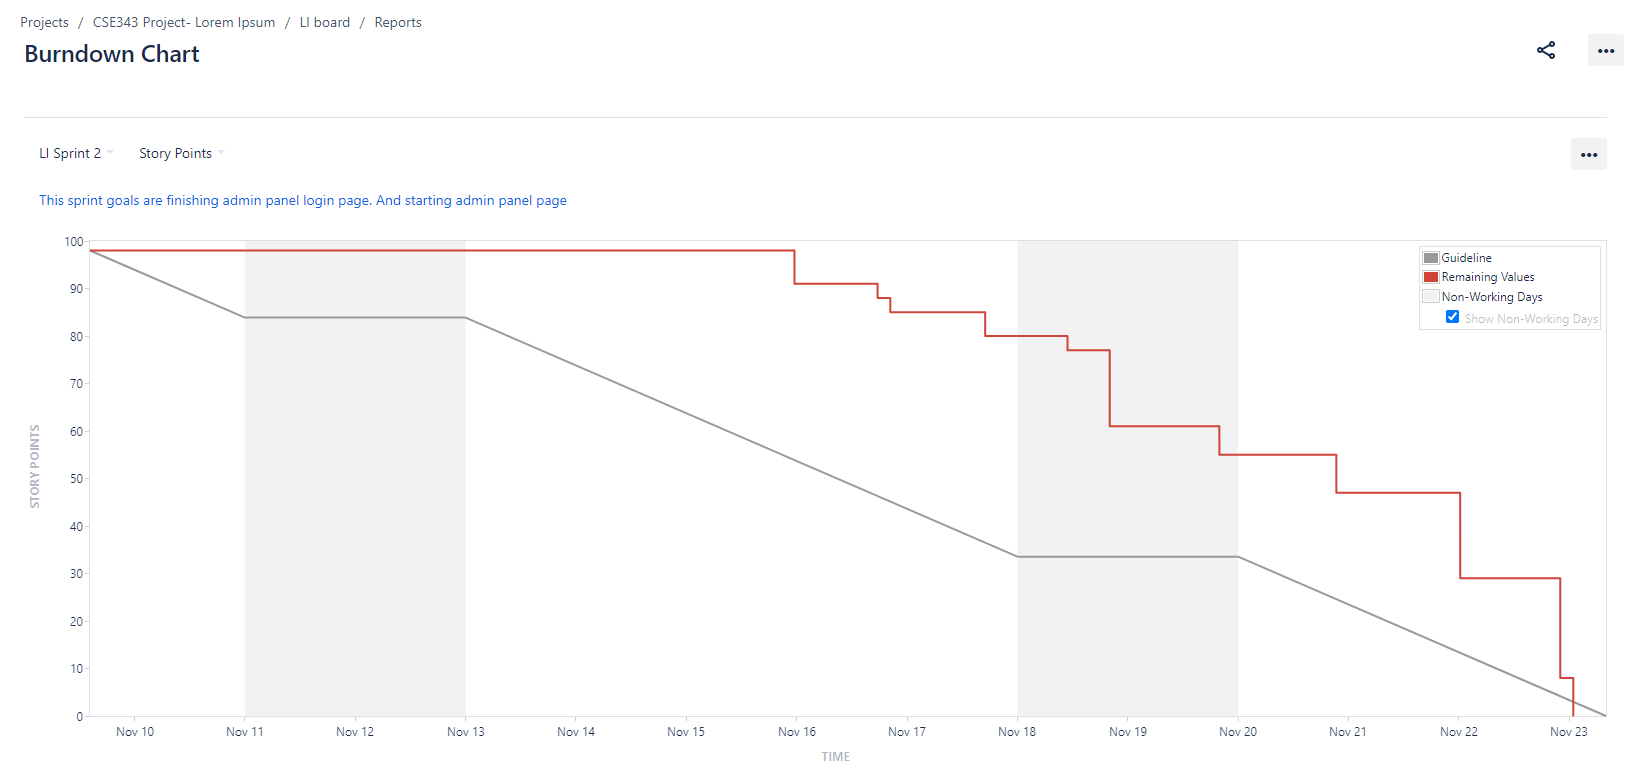 Projects / CSE343 Project- Lorem Ipsum / LI board / Reports
Burndown Chart
LI Sprint 2 Story Points
This sprint goals are finishing admin panel login page. And starting admin panel page
100
90
80
70
60
50
40
30
20
10
0
STORY POINTS
Guideline
Remaining Values
Non-Working Days
Show Non-Working Days
Nov 10 Nov 11 Nov 12 Nov 13 Nov 14 Nov 15 Nov 16 Nov 17 Nov 18 Nov 19 Nov 20 Nov 21 Nov 22 Nov 23
TIME